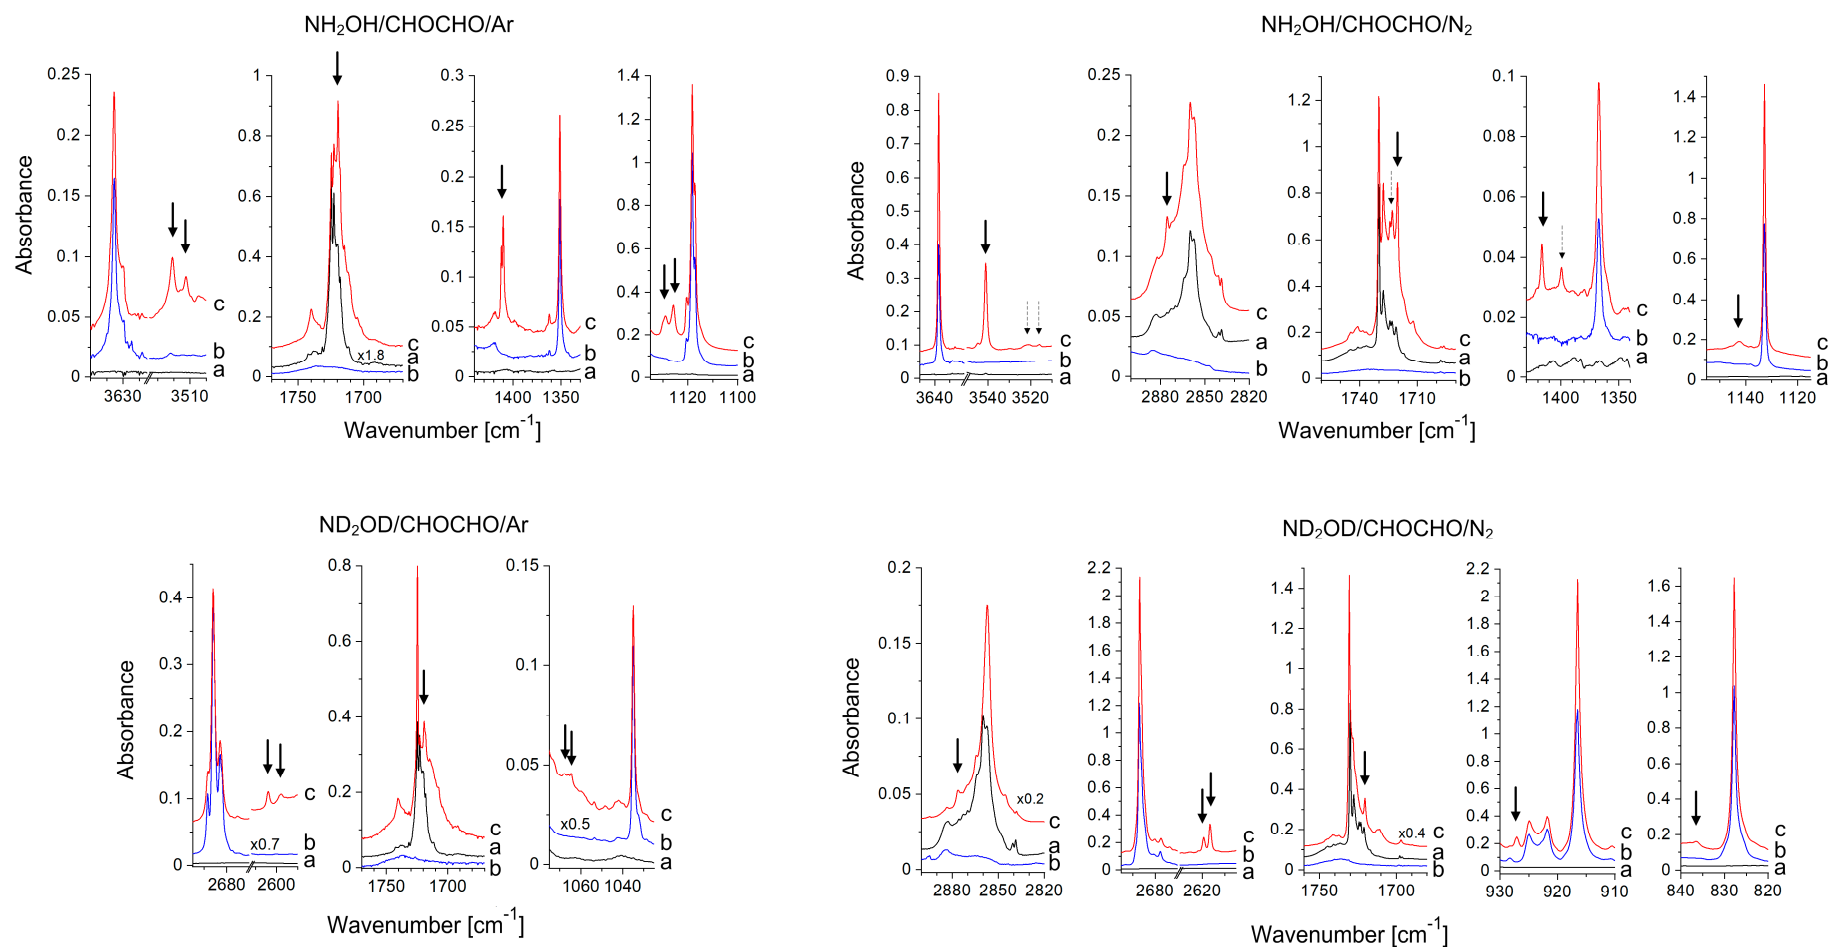 NH₂OH/CHOCHO/Ar
0.25
0.2
0.15
0.1
0.05
0
3630
3510
c
b
a
1
0.8
0.6
0.4
0.2
0
1750
1700
x1.8
c
a
b
0.3
0.25
0.2
0.15
0.1
0.05
0
1400
1350
c
b
a
1.4
1.2
1
0.8
0.6
0.4
0.2
0
1120
1100
c
b
a
Absorbance
Wavenumber [cm⁻¹]
NH₂OH/CHOCHO/N₂
0.9
0.8
0.7
0.6
0.5
0.4
0.3
0.2
0.1
0
3640
3540
3520
c
b
a
0.25
0.2
0.15
0.1
0.05
0
2880
2850
2820
c
a
b
1.2
1
0.8
0.6
0.4
0.2
0
1740
1710
c
a
b
0.1
0.08
0.06
0.04
0.02
0
1400
1350
c
b
a
1.4
1.2
1
0.8
0.6
0.4
0.2
0
1140
1120
c
b
a
Absorbance
Wavenumber [cm⁻¹]
ND₂OD/CHOCHO/Ar
0.4
0.3
0.2
0.1
0
2680
2600
x0.7
c
b
a
0.8
0.6
0.4
0.2
0
1750
1700
c
a
b
0.15
0.1
0.05
0
1060
1040
x0.5
c
b
a
Absorbance
Wavenumber [cm⁻¹]
ND₂OD/CHOCHO/N₂
0.2
0.15
0.1
0.05
0
2880
2850
2820
x0.2
c
a
b
2.2
2
1.8
1.6
1.4
1.2
1
0.8
0.6
0.4
0.2
0
2680
2620
c
b
a
1.4
1.2
1
0.8
0.6
0.4
0.2
0
1750
1700
x0.4
c
a
b
2.2
2
1.8
1.6
1.4
1.2
1
0.8
0.6
0.4
0.2
0
930
920
910
c
b
a
1.6
1.4
1.2
1
0.8
0.6
0.4
0.2
0
840
830
820
c
b
a
Absorbance
Wavenumber [cm⁻¹]